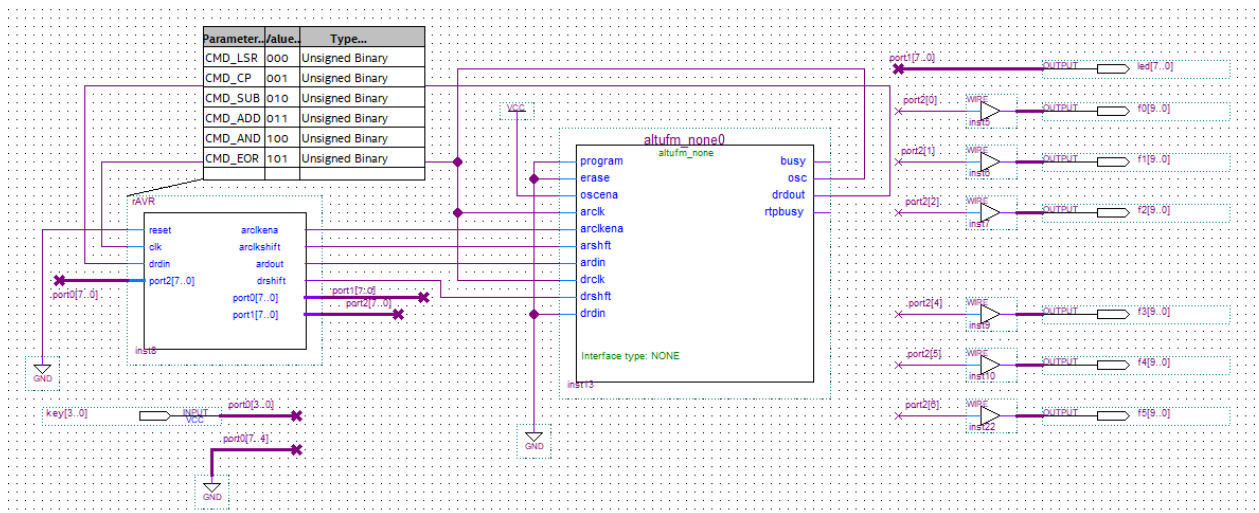 Parameter.. /alue.. Type...
CMD_LSR 000 Unsigned Binary
CMD_CP 001 Unsigned Binary
CMD_SUB 010 Unsigned Binary
CMD_ADD 011 Unsigned Binary
CMD_AND 100 Unsigned Binary
CMD_EOR 101 Unsigned Binary
rAVR
reset arclkena
clk arclkshift
drdin ardout
port2[7..0] drshift
port0[7..0]
port1[7..0]
inst8
port0[7..0]
port1[7..0]
port2[7..0]
GND
key[3..0] INPUT
VCC
port0[3..0]
port0[7..4]
GND
VCC
altufm_none0
altufm_none
program busy
erase osc
oscena drdout
arclk rtpbusy
arclkena
arshft
ardin
drclk
drshft
drdin
Interface type: NONE
inst13
GND
port1[7..0] OUTPUT led[7..0]
port2[0] WIRE OUTPUT f0[9..0]
inst5
port2[1] WIRE OUTPUT f1[9..0]
inst6
port2[2] WIRE OUTPUT f2[9..0]
inst7
port2[4] WIRE OUTPUT f3[9..0]
inst9
port2[5] WIRE OUTPUT f4[9..0]
inst10
port2[6] WIRE OUTPUT f5[9..0]
inst22